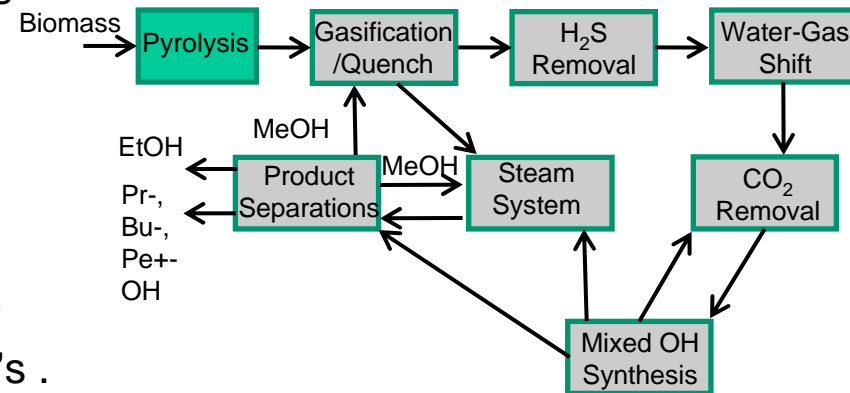 Biomass
Pyrolysis
Gasification
/Quench
H₂S
Removal
Water-Gas
Shift
MeOH
EtOH
Pr-,
Bu-,
Pe+-
OH
Product
Separations
MeOH
Steam
System
CO₂
Removal
Mixed OH
Synthesis
's .